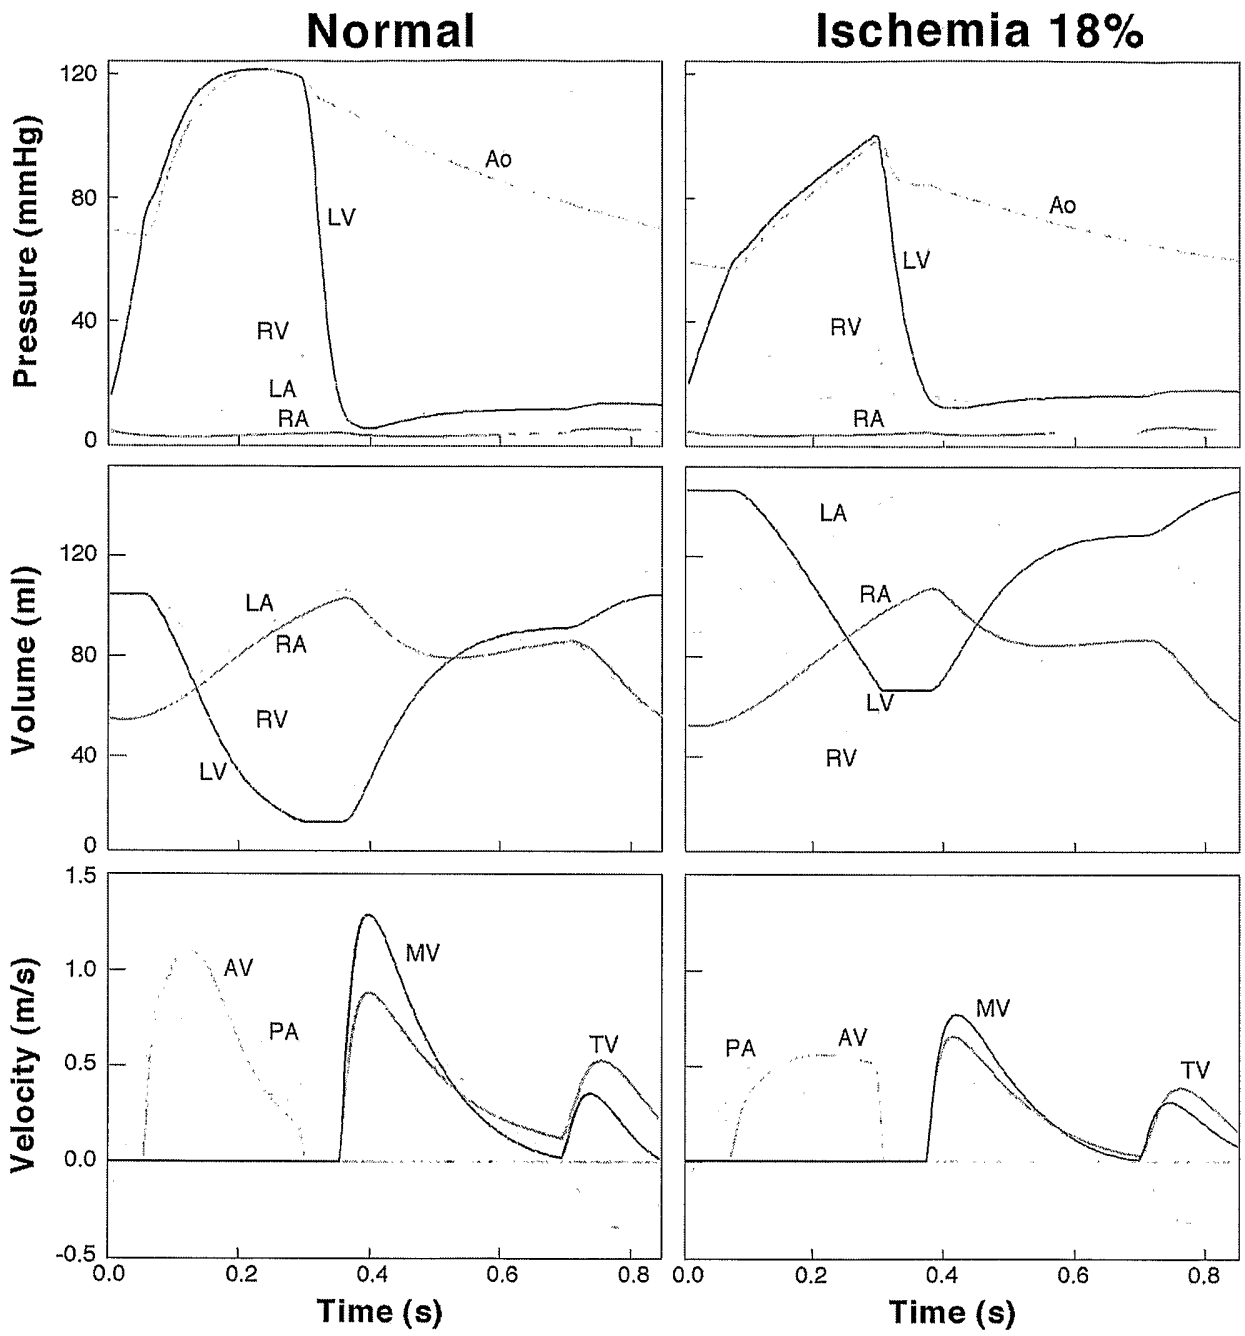 Normal
Ischemia 18%
Pressure (mmHg)
120
80
40
0
Ao
LV
RV
LA
RA
Ao
LV
RV
RA
Volume (ml)
120
80
40
0
LA
RA
RV
LV
LA
RA
LV
RV
Velocity (m/s)
1.5
1.0
0.5
0.0
-0.5
AV
PA
MV
TV
PA
AV
MV
TV
0.0 0.2 0.4 0.6 0.8
0.0 0.2 0.4 0.6 0.8
Time (s)
Time (s)